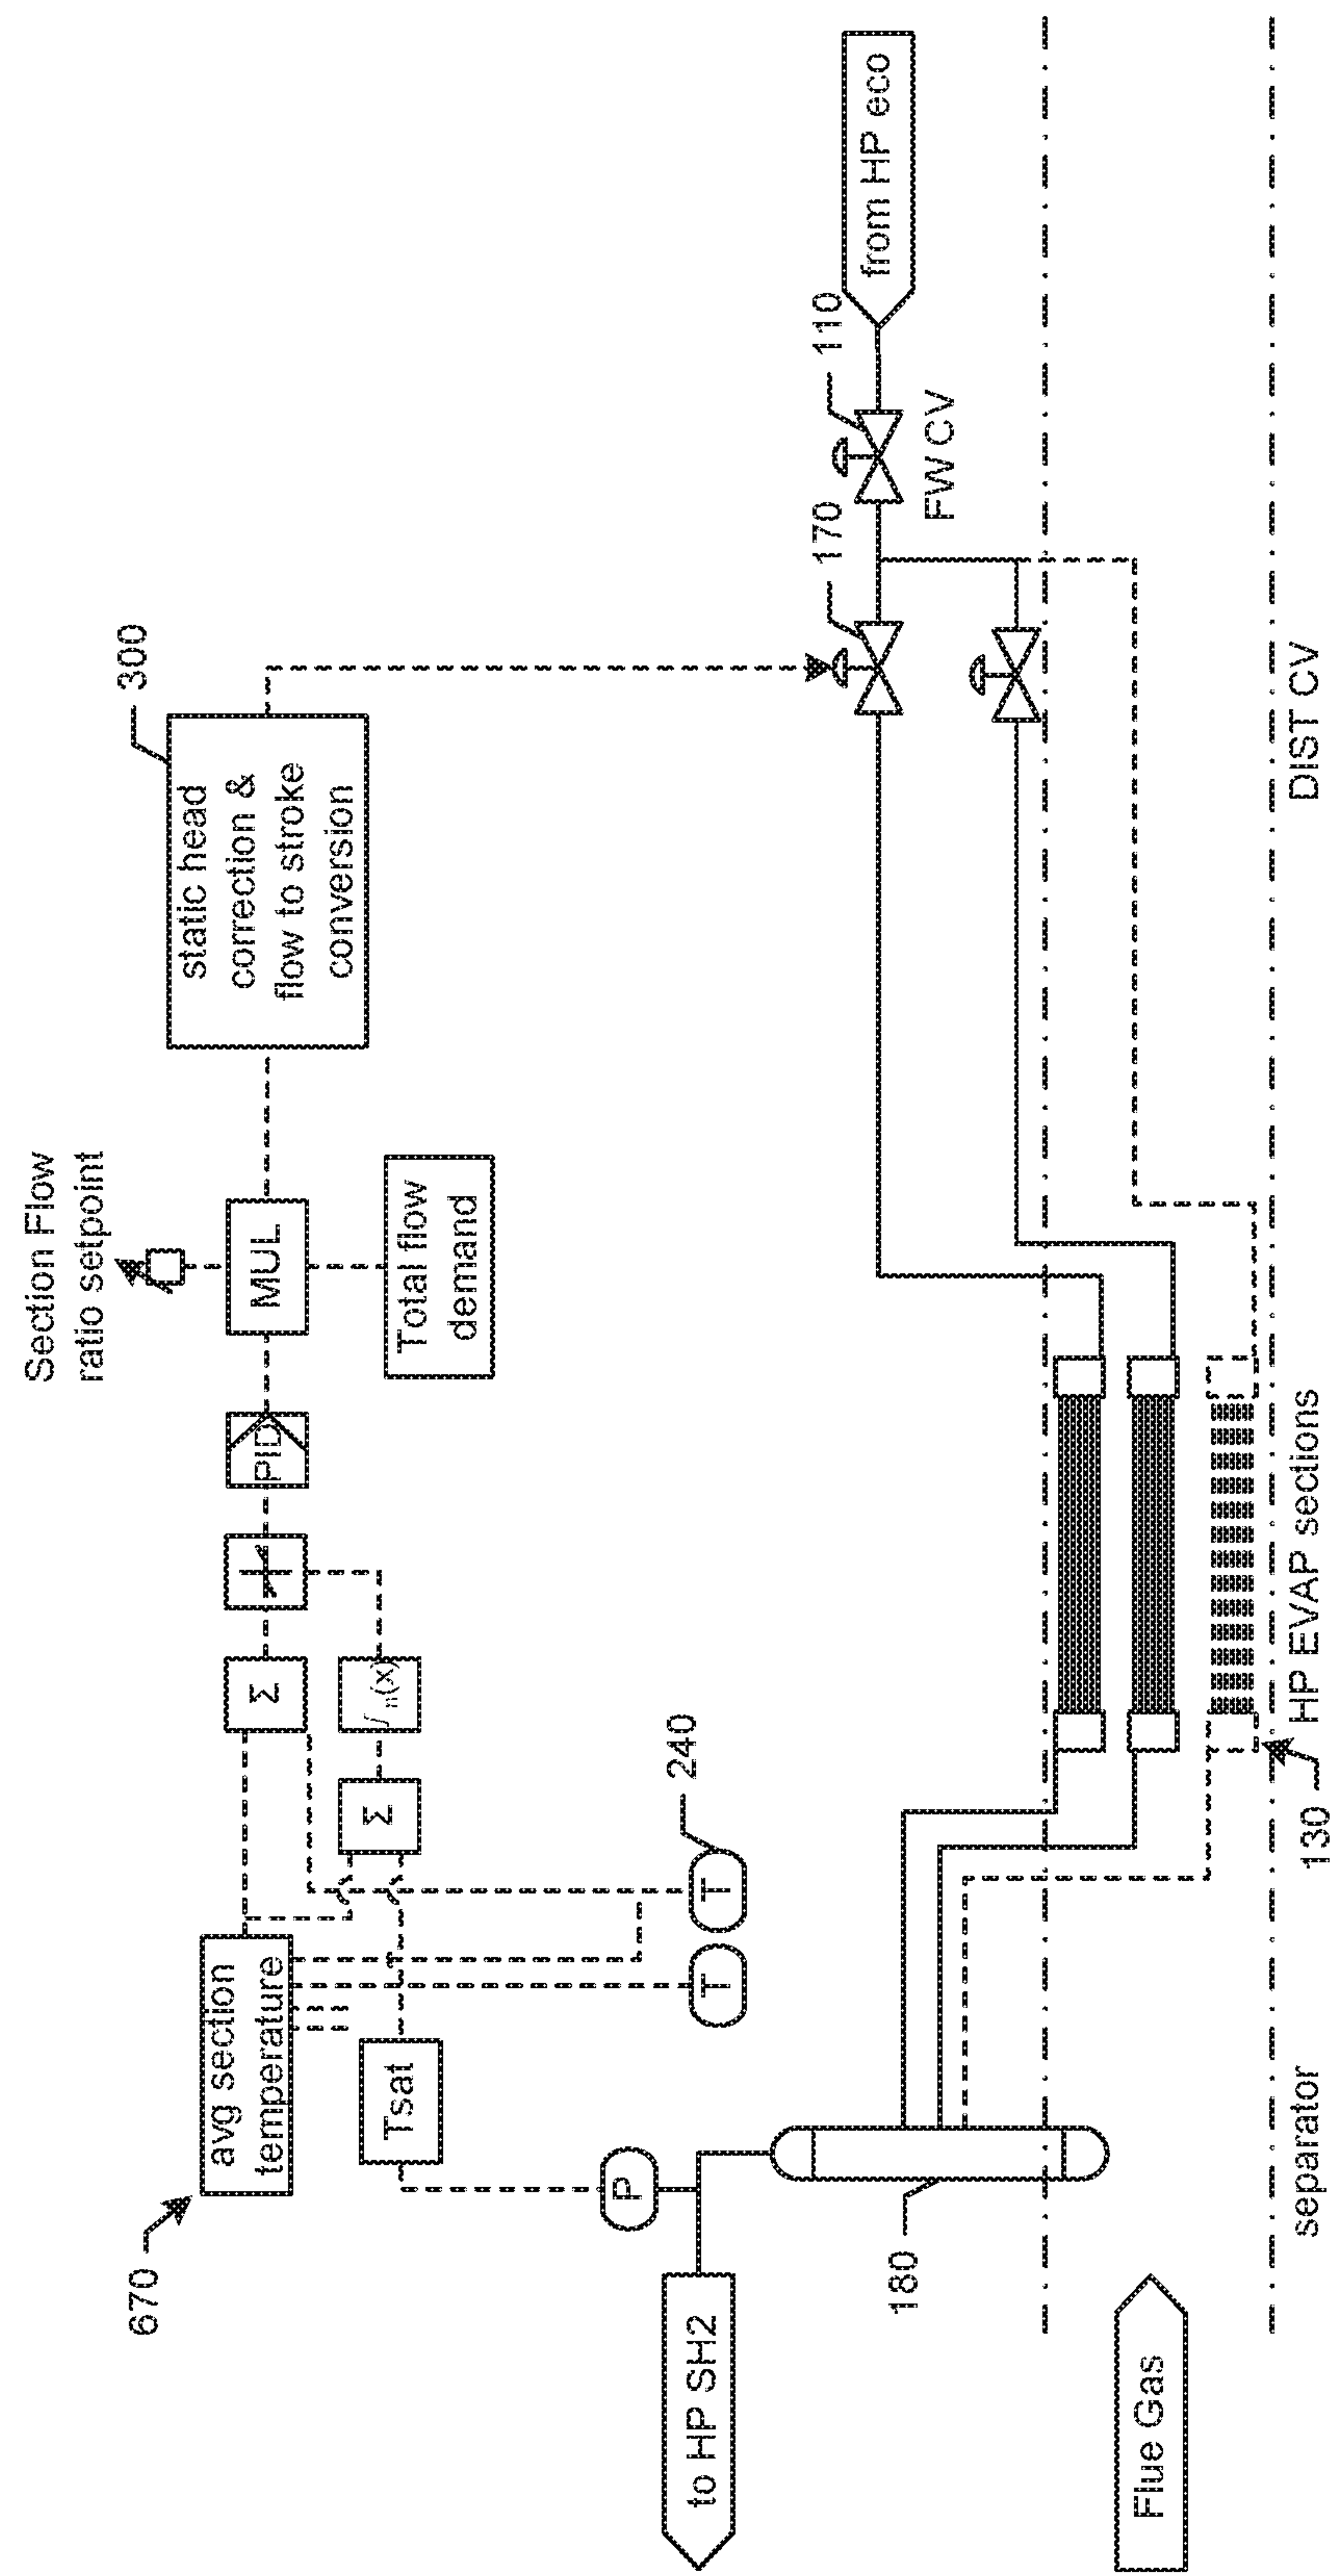 670
avg section
temperature
Tsat
P
to HP SH2
T
T
240
Σ
Σ
PID
Section Flow
ratio setpoint
MUL
Total flow
demand
300
static head
correction &
flow to stroke
conversion
180
170
110
FW CV
from HP eco
Flue Gas
separator
130
HP EVAP sections
DIST CV